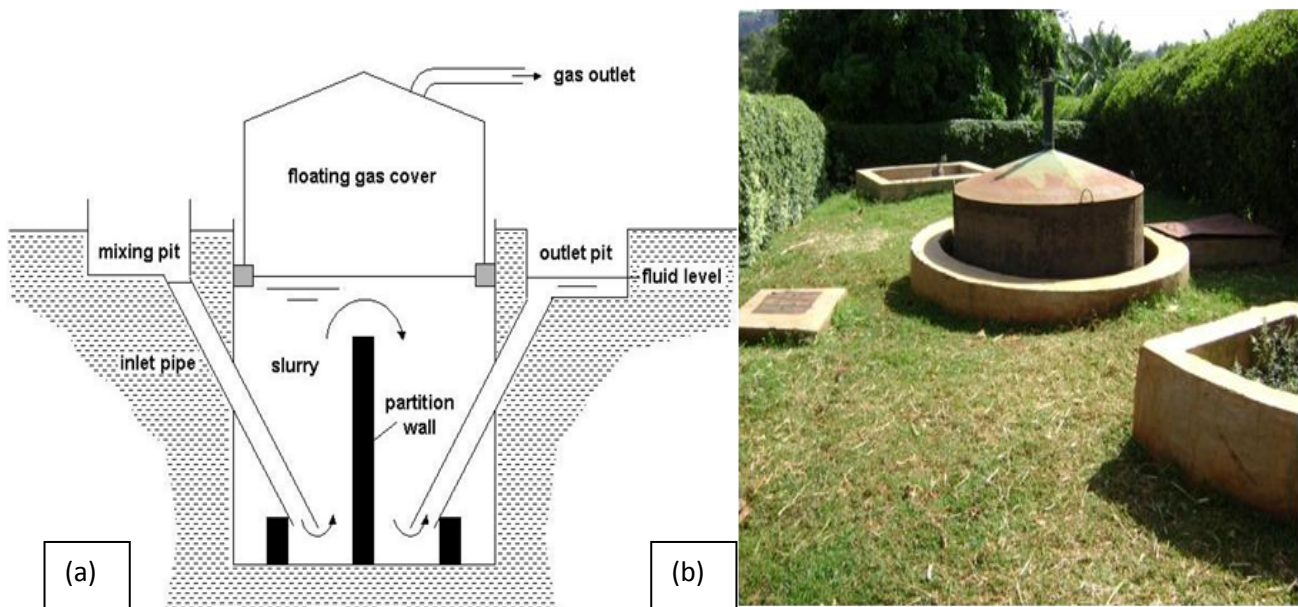 gas outlet
floating gas cover
mixing pit
outlet pit
fluid level
inlet pipe
slurry
partition
wall
(a)
(b)